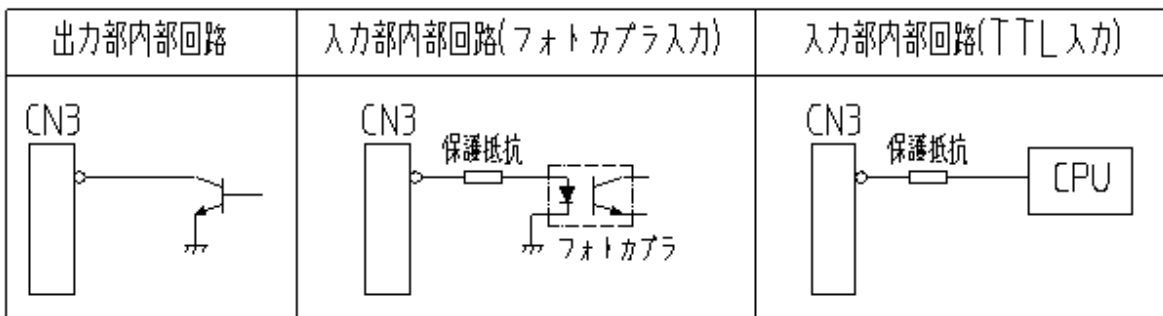 出力部内部回路
入力部内部回路(フォトカプラ入力)
入力部内部回路(TTL入力)
CN3
CN3
保護抵抗
フォトカプラ
CN3
保護抵抗
CPU